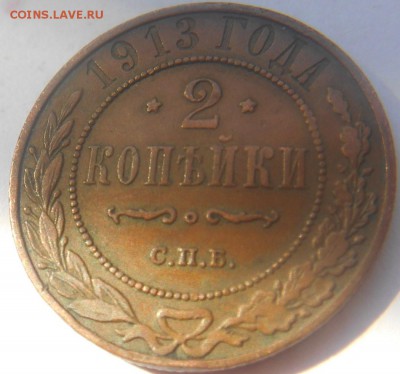 COINS.LAVE.RU
1913 ГОДА
* 2 *
КОПѢЙКИ
С.П.Б.